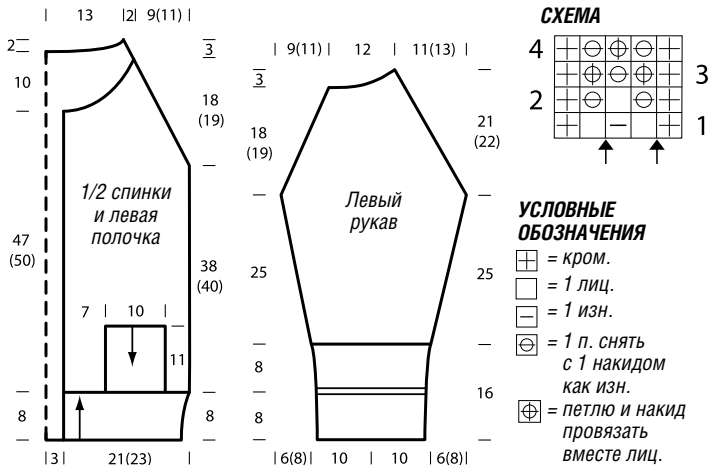 13
2
9(11)
2
10
3
18
(19)
1/2 спинки
и левая
полочка
47
(50)
38
(40)
7
10
11
8
8
3
21(23)
9(11)
12
11(13)
3
18
(19)
21
(22)
Левый
рукав
25
25
8
8
16
6(8)
10
10
6(8)
СХЕМА
4
3
2
1
УСЛОВНЫЕ
ОБОЗНАЧЕНИЯ
+ = кром.
= 1 лиц.
− = 1 изн.
⊖ = 1 п. снять
с 1 накидом
как изн.
⊕ = петлю и накид
провязать
вместе лиц.